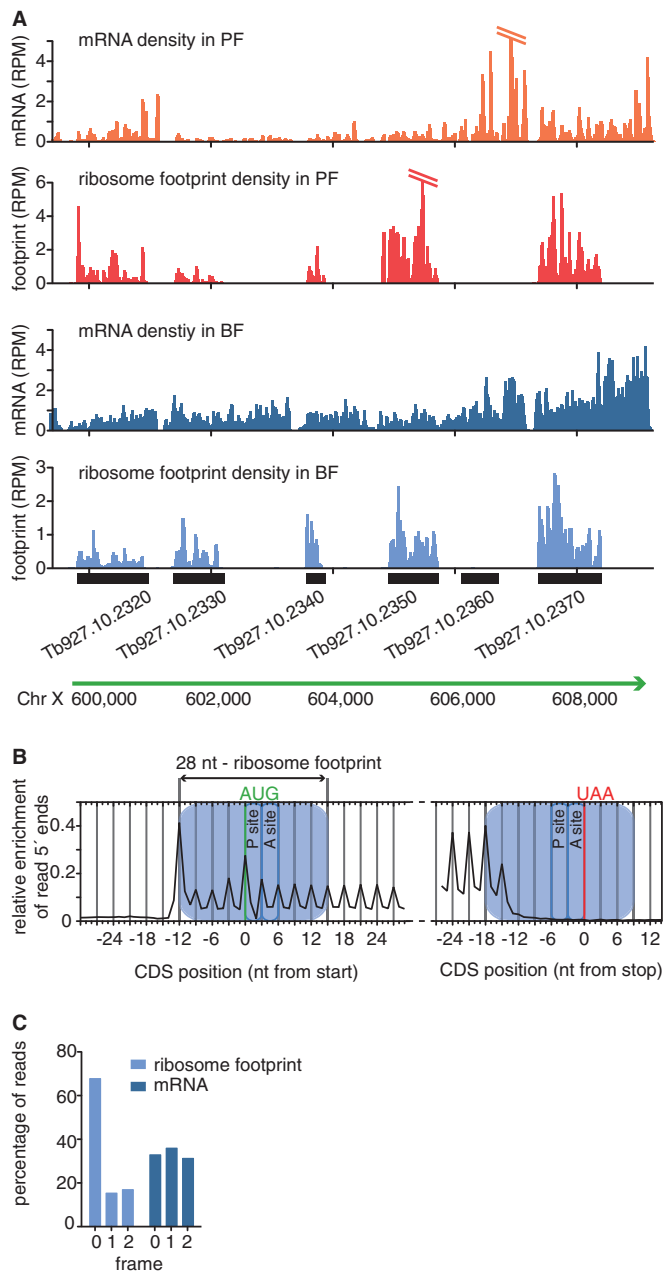 A
mRNA density in PF
mRNA (RPM)
4
2
0
ribosome footprint density in PF
footprint (RPM)
6
4
2
0
mRNA denstiy in BF
mRNA (RPM)
4
2
0
ribosome footprint density in BF
footprint (RPM)
3
2
1
0
Tb927.10.2320
Tb927.10.2330
Tb927.10.2340
Tb927.10.2350
Tb927.10.2360
Tb927.10.2370
Chr X 600,000 602,000 604,000 606,000 608,000
B
28 nt - ribosome footprint
AUG
UAA
P site
A site
P site
A site
relative enrichment
of read 5´ ends
0.4
0.2
0
-24 -18 -12 -6 0 6 12 18 24
-24 -18 -12 -6 0 6 12
CDS position (nt from start)
CDS position (nt from stop)
C
percentage of reads
80
60
40
20
0
ribosome footprint
mRNA
0 1 2 0 1 2
frame